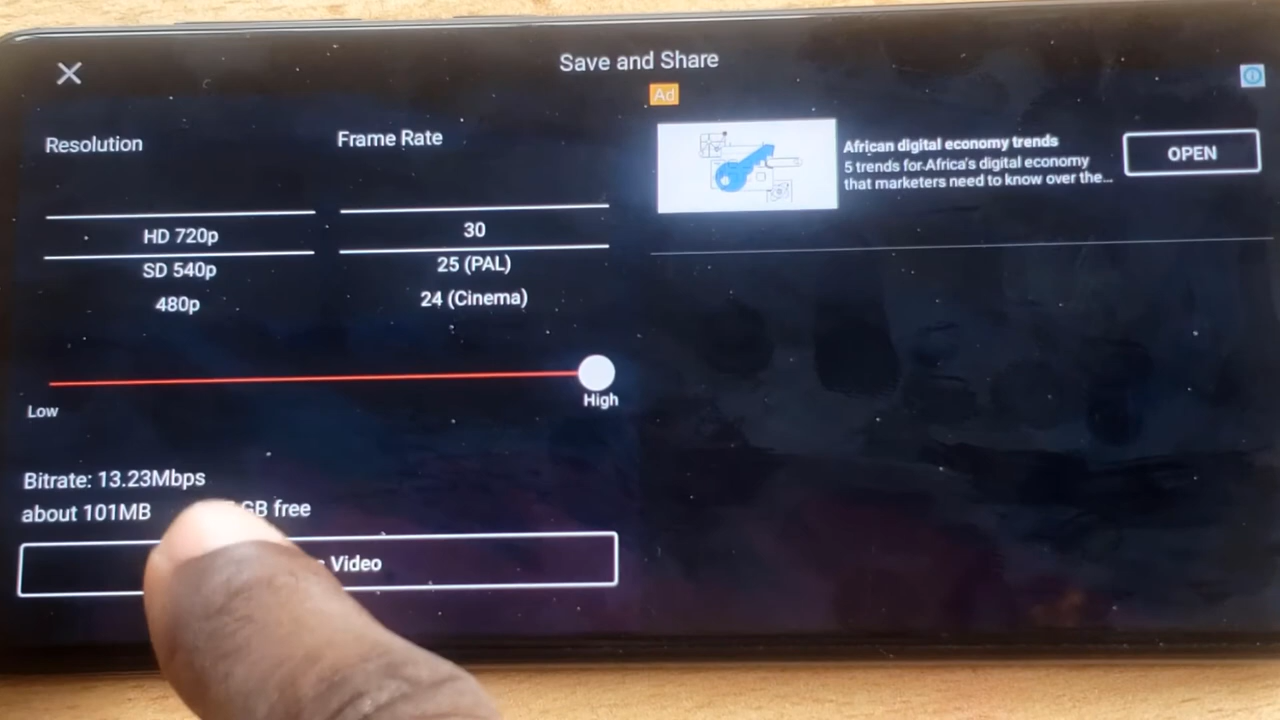 Save and Share
Ad
Resolution
Frame Rate
HD 720p
SD 540p
480p
30
25 (PAL)
24 (Cinema)
Low
High
Bitrate: 13.23Mbps
about 101MB GB free
Video
African digital economy trends
5 trends for Africa's digital economy
that marketers need to know over the...
OPEN